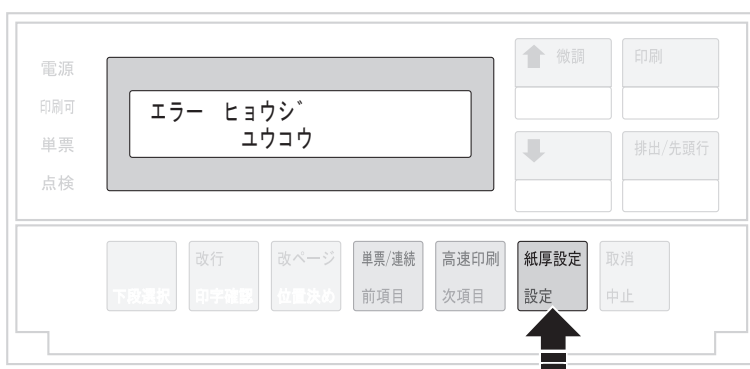 電源
印刷可
単票
点検
エラー ヒョウジ゛
ユウコウ
微調
印刷
排出/先頭行
下段選択
改行
印字確認
改ページ
位置決め
単票/連続
前項目
高速印刷
次項目
紙厚設定
設定
取消
中止